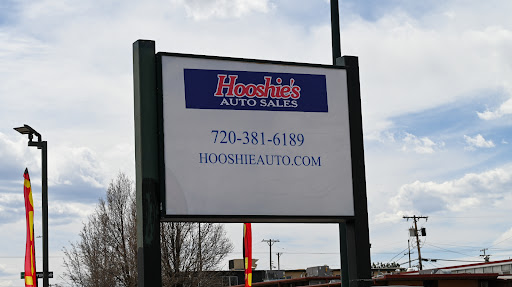 Hooshie's
AUTO SALES
720-381-6189
HOOSHIEAUTO.COM